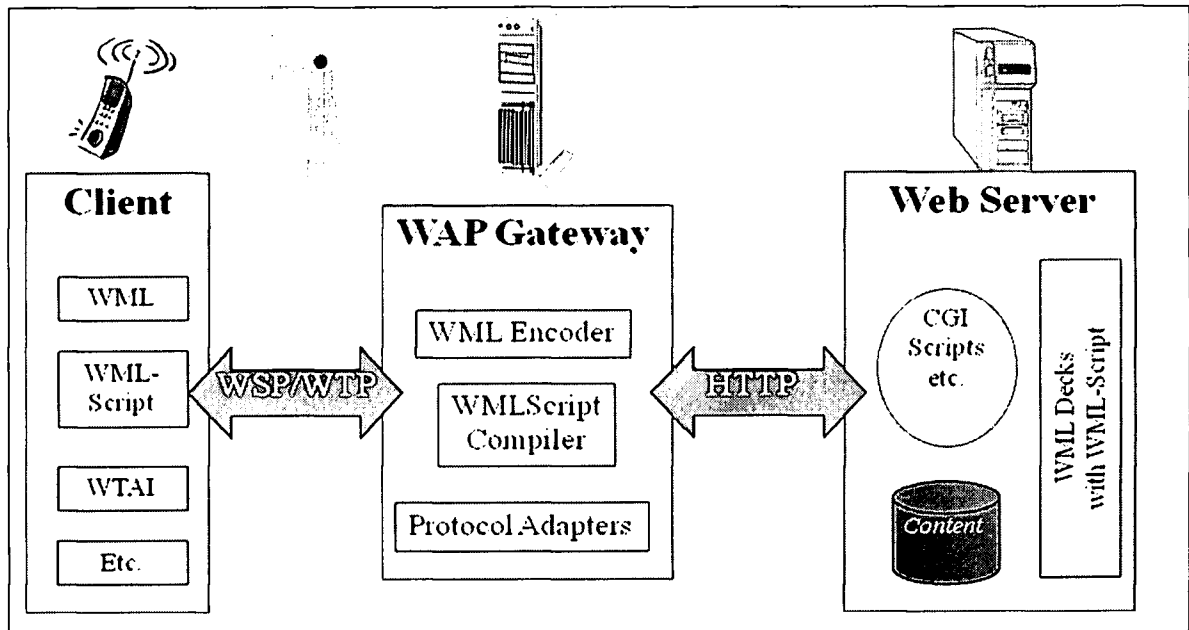 Client
WML
WML-
Script
WTAI
Etc.
WSP/WTP
WAP Gateway
WML Encoder
WMLScript
Compiler
Protocol Adapters
HTTP
Web Server
CGI
Scripts
etc.
Content
WML Decks
with WML-Script